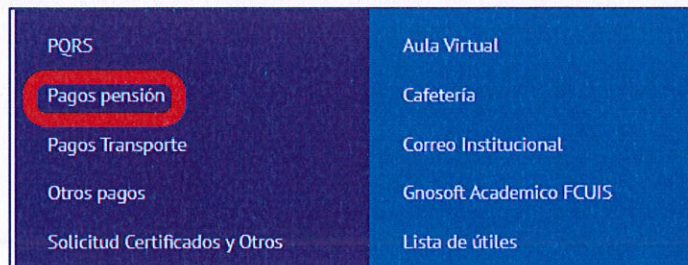 PQRS
Pagos pensión
Pagos Transporte
Otros pagos
Solicitud Certificados y Otros
Aula Virtual
Cafetería
Correo Institucional
Gnosoft Academico FCUIS
Lista de útiles